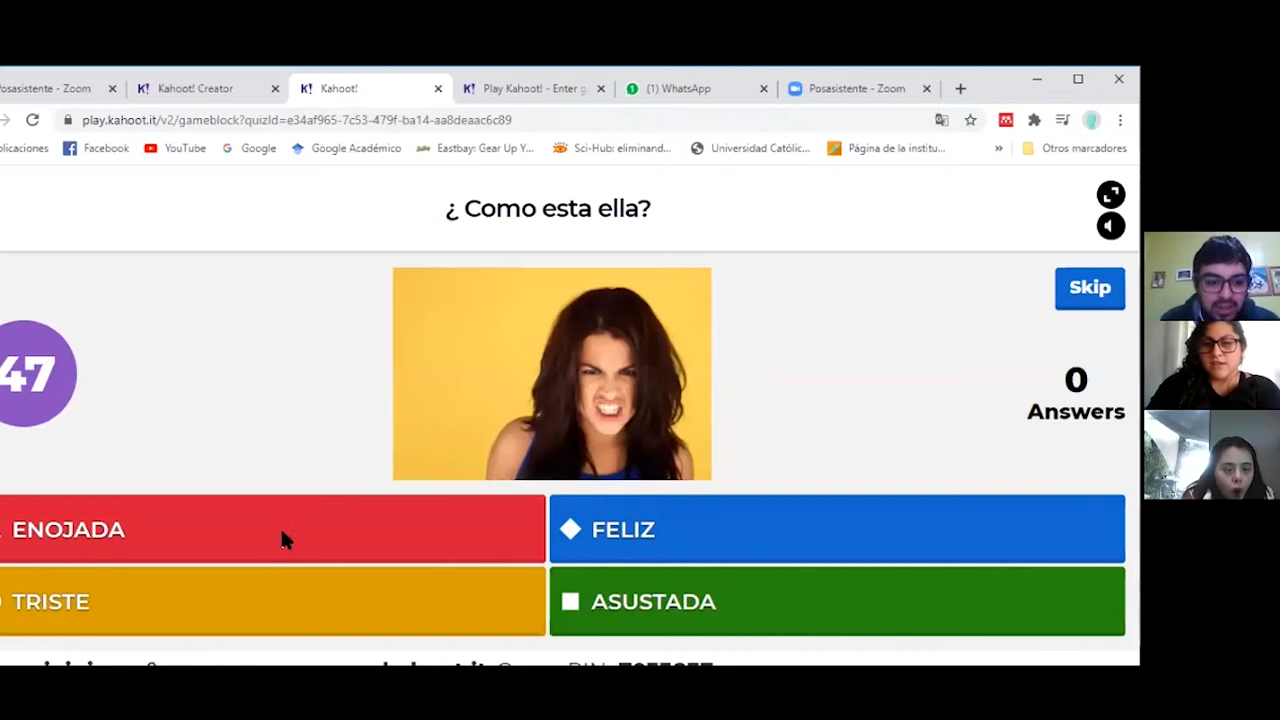 Posasistente - Zoom
Kahoot! Creator
Kahoot!
Play Kahoot! - Enter g
(1) WhatsApp
Posasistente - Zoom
play.kahoot.it/v2/gameblock?quizId=e34af965-7c53-479f-ba14-aa8deaac6c89
plicaciones
Facebook
YouTube
Google
Google Académico
Eastbay: Gear Up Y...
Sci-Hub: eliminand...
Universidad Católic...
Página de la institu...
»
Otros marcadores
¿ Como esta ella?
Skip
47
0
Answers
ENOJADA
FELIZ
TRISTE
ASUSTADA